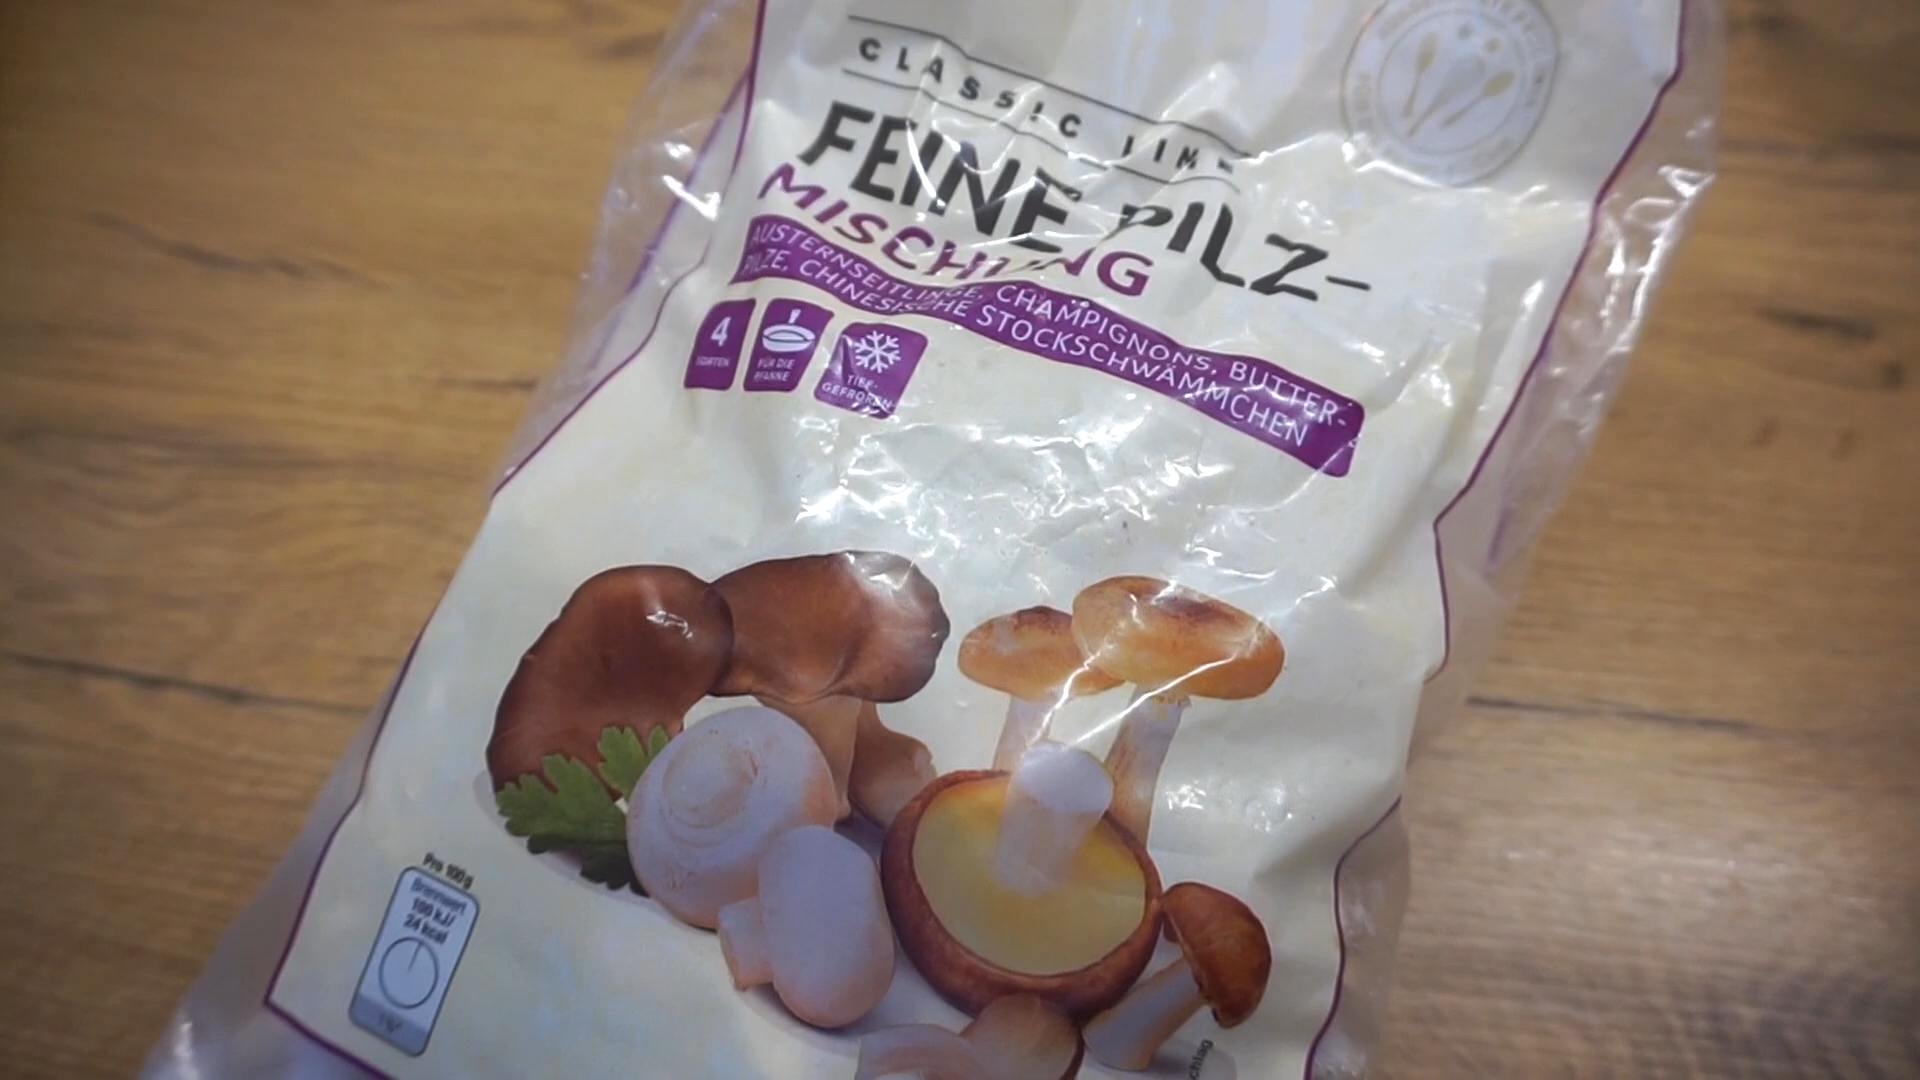 CLASSIC LINE
FEINE PILZ-
MISCHUNG
AUSTERNSEITLINGE, CHAMPIGNONS, BUTTER-
PILZE, CHINESISCHE STOCKSCHWÄMMCHEN
4
SORTEN
FÜR DIE
PFANNE
TIEF-
GEFROREN
Pro 100g
Brennwert
100 kJ/
24 kcal